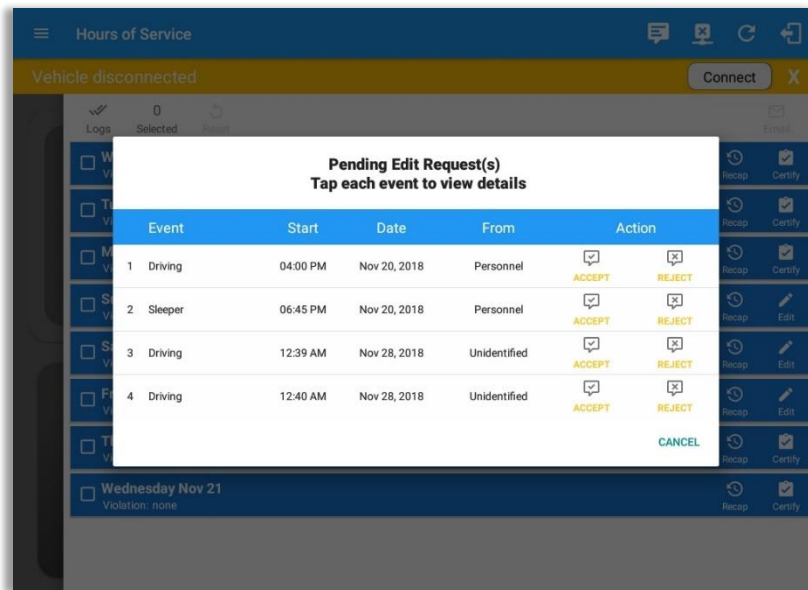 Hours of Service
Vehicle disconnected
Connect
X
Logs
0
Selected
Reset
Email
Pending Edit Request(s)
Tap each event to view details
Event Start Date From Action
1 Driving 04:00 PM Nov 20, 2018 Personnel ACCEPT REJECT
2 Sleeper 06:45 PM Nov 20, 2018 Personnel ACCEPT REJECT
3 Driving 12:39 AM Nov 28, 2018 Unidentified ACCEPT REJECT
4 Driving 12:40 AM Nov 28, 2018 Unidentified ACCEPT REJECT
CANCEL
Recap Certify
Recap Certify
Recap Certify
Recap Edit
Recap Edit
Recap Edit
Recap Certify
Wednesday Nov 21
Violation: none
Recap Certify